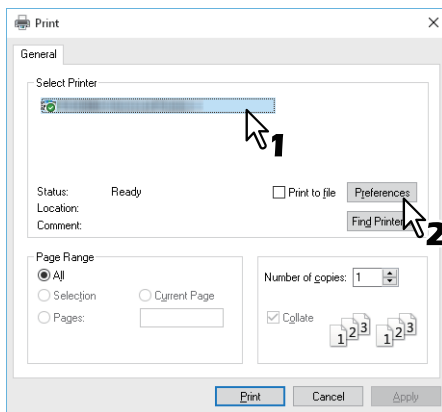 Print
General
Select Printer
1
Status: Ready
Print to file
Preferences
Location:
Find Printer
2
Comment:
Page Range
All
Selection
Current Page
Pages:
Number of copies: 1
Collate
1 2 3 1 2 3
Print Cancel Apply